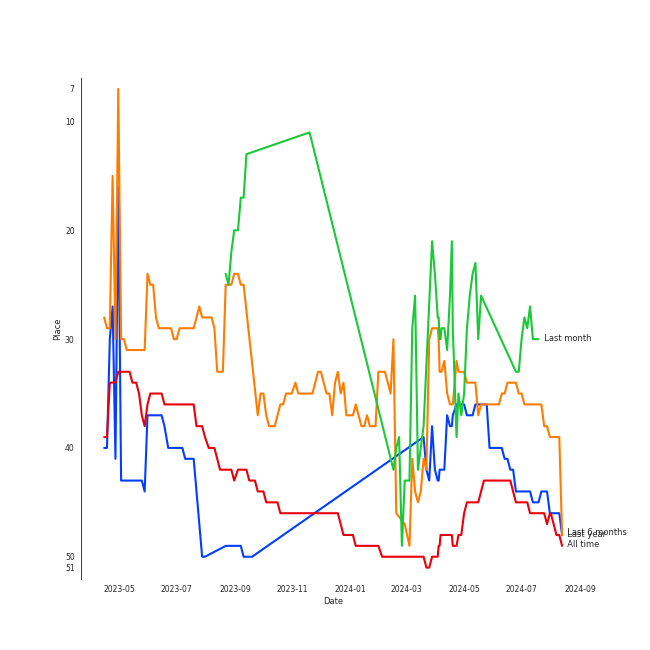 7
10
20
30
40
50
51
Place
Last month
Last 6 months
Last year
All time
2023-05
2023-07
2023-09
2023-11
2024-01
2024-03
2024-05
2024-07
2024-09
Date